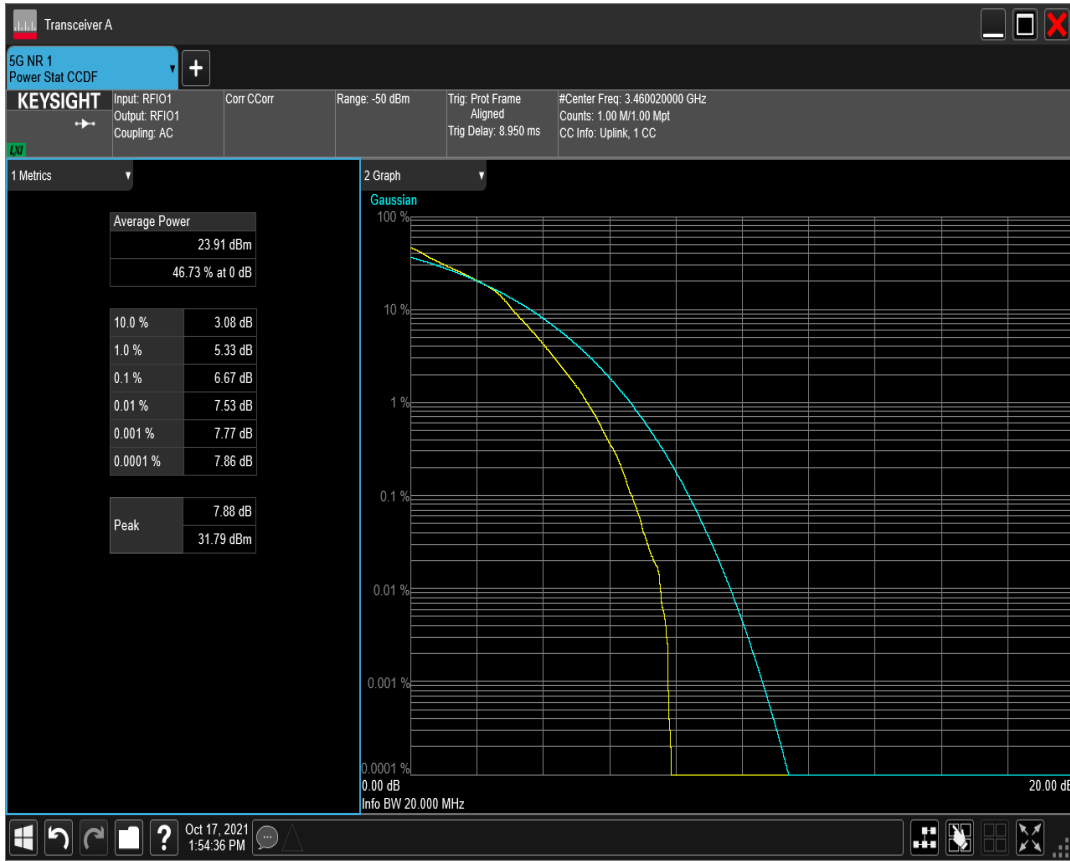 Transceiver A
5G NR 1
Power Stat CCDF
KEYSIGHT
LXI
Input: RFIO1
Output: RFIO1
Coupling: AC
Corr CCorr
Range: -50 dBm
Trig: Prot Frame
Aligned
Trig Delay: 8.950 ms
#Center Freq: 3.460020000 GHz
Counts: 1.00 M/1.00 Mpt
CC Info: Uplink, 1 CC
1 Metrics
Average Power
23.91 dBm
46.73 % at 0 dB
10.0 % 3.08 dB
1.0 % 5.33 dB
0.1 % 6.67 dB
0.01 % 7.53 dB
0.001 % 7.77 dB
0.0001 % 7.86 dB
Peak 7.88 dB
31.79 dBm
2 Graph
Gaussian
100 %
10 %
1 %
0.1 %
0.01 %
0.001 %
0.0001 %
0.00 dB 20.00 dB
Info BW 20.000 MHz
Oct 17, 2021
1:54:36 PM